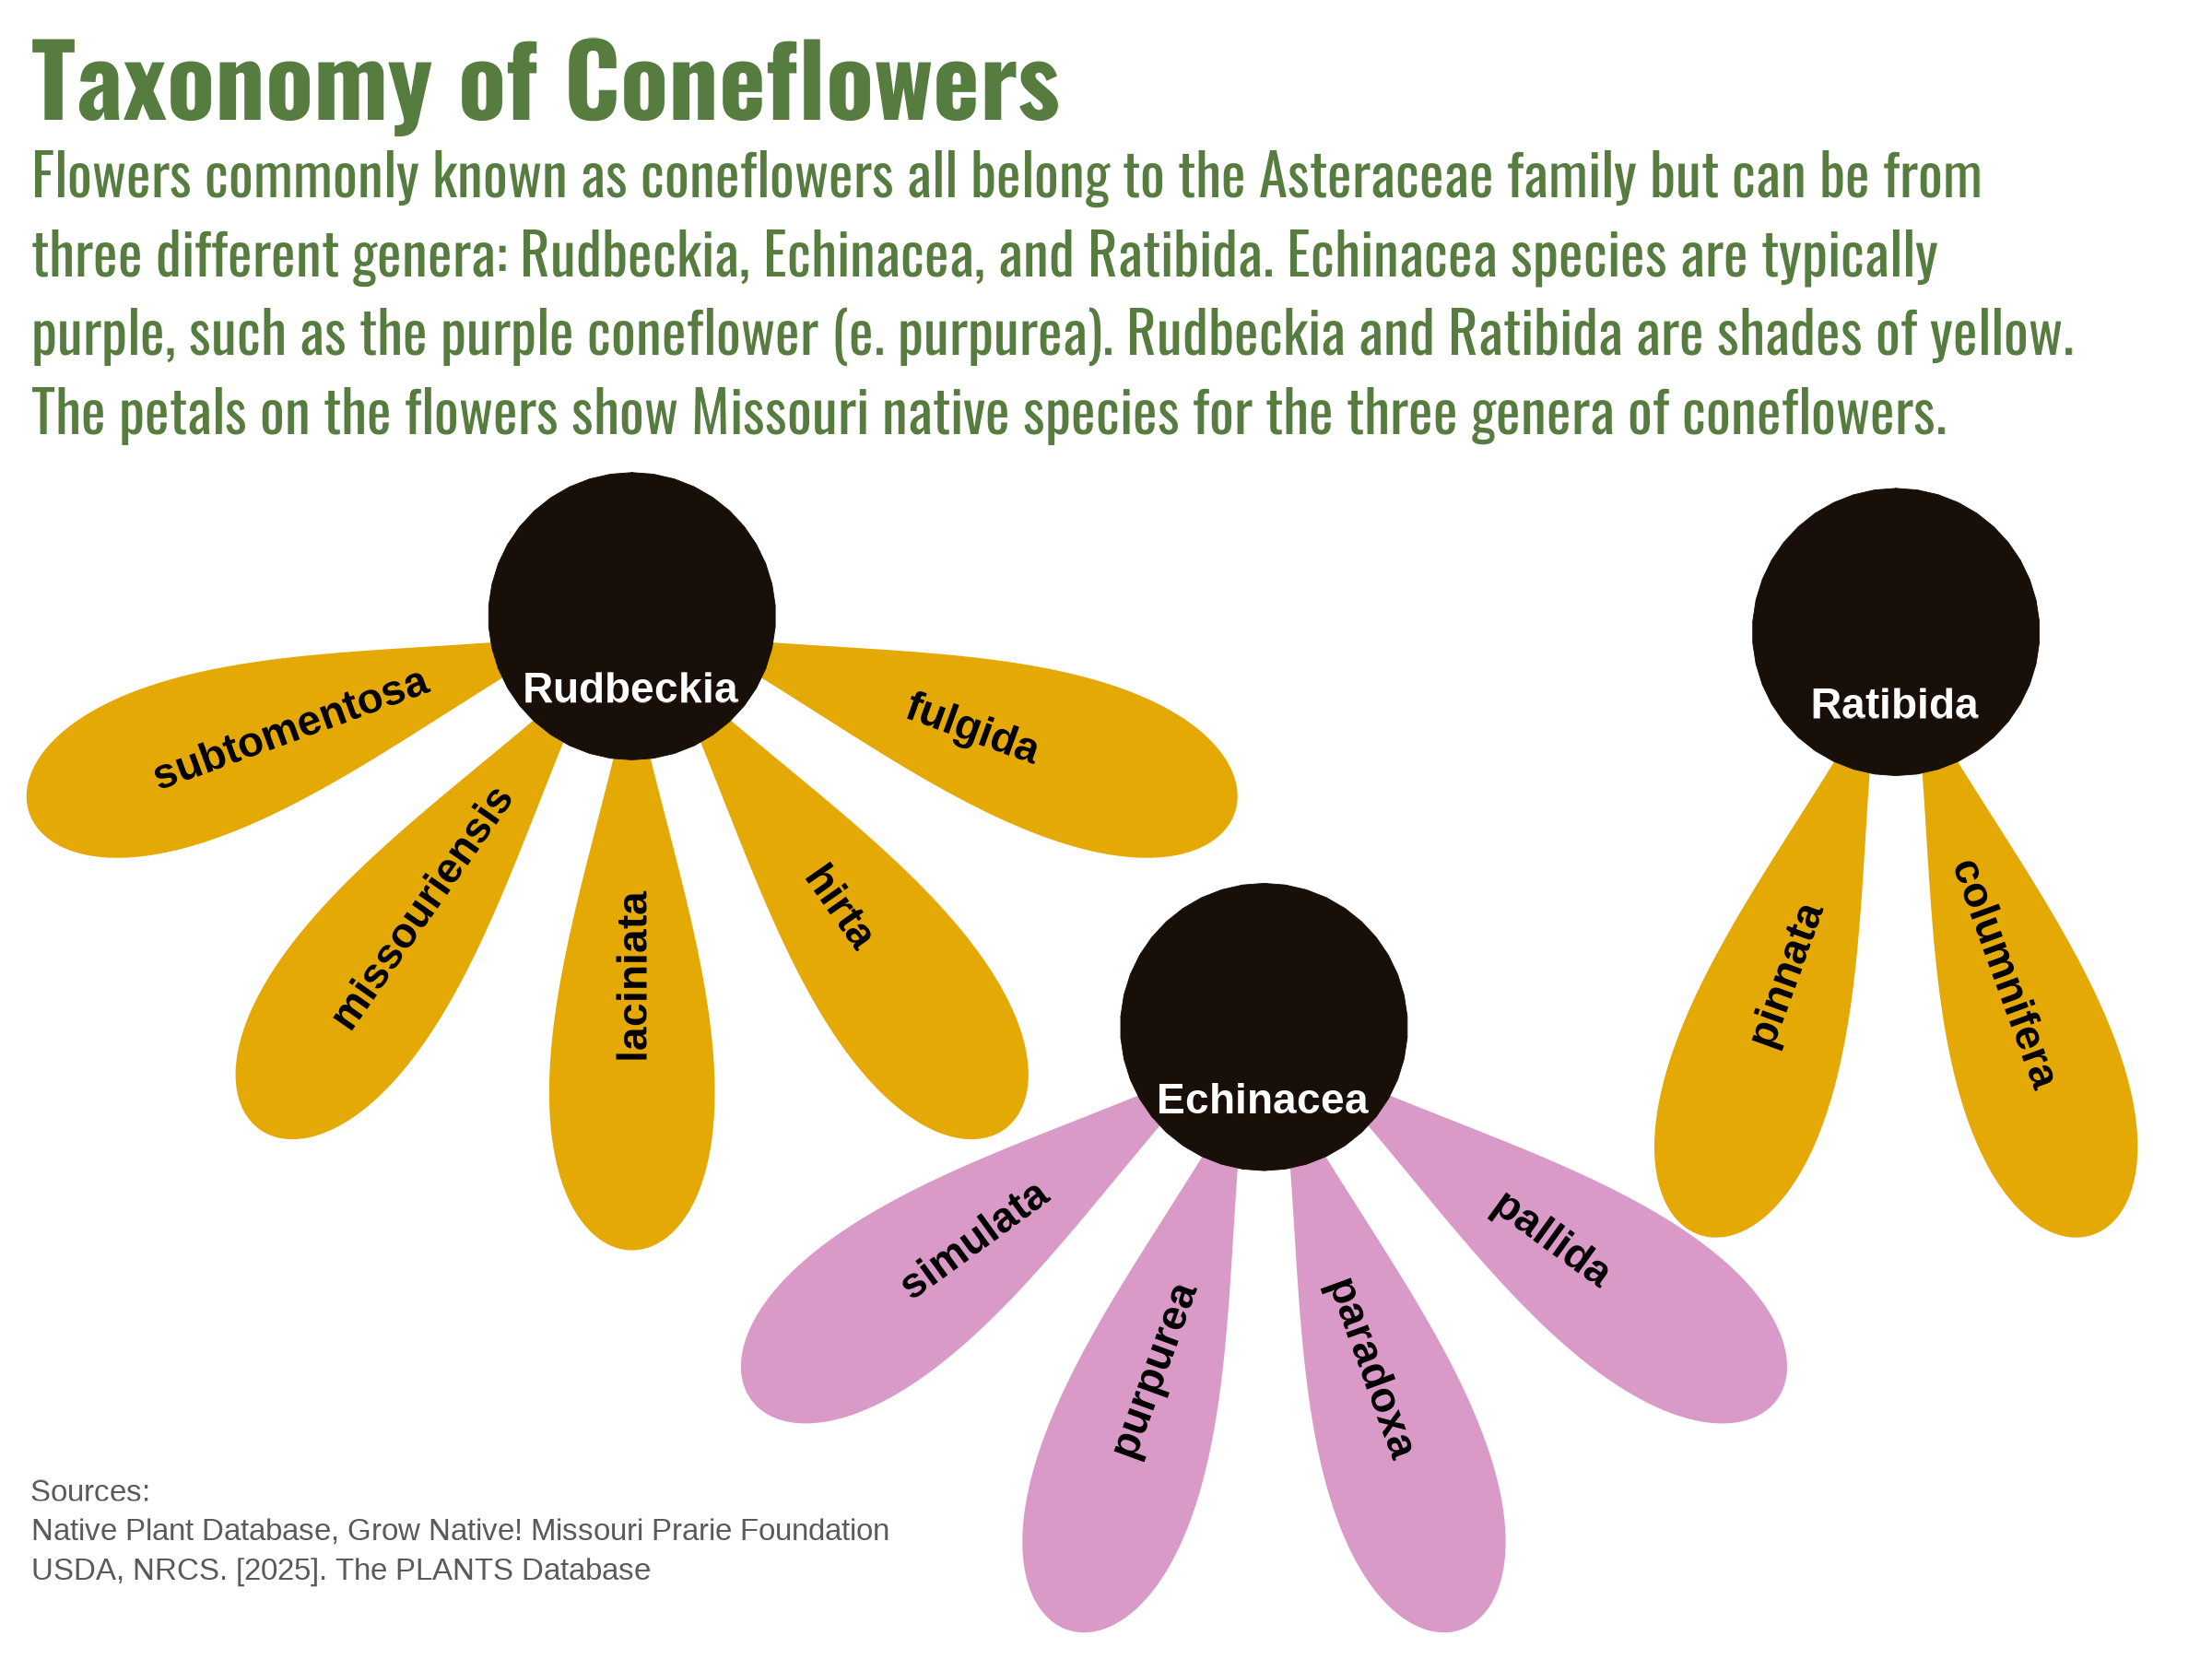 Taxonomy of Coneflowers
Flowers commonly known as coneflowers all belong to the Asteraceae family but can be from
three different genera: Rudbeckia, Echinacea, and Ratibida. Echinacea species are typically
purple, such as the purple coneflower (e. purpurea). Rudbeckia and Ratibida are shades of yellow.
The petals on the flowers show Missouri native species for the three genera of coneflowers.
Rudbeckia
subtomentosa
missouriensis
laciniata
hirta
fulgida
Echinacea
simulata
purpurea
paradoxa
pallida
Ratibida
pinnata
columnifera
Sources:
Native Plant Database, Grow Native! Missouri Prarie Foundation
USDA, NRCS. [2025]. The PLANTS Database